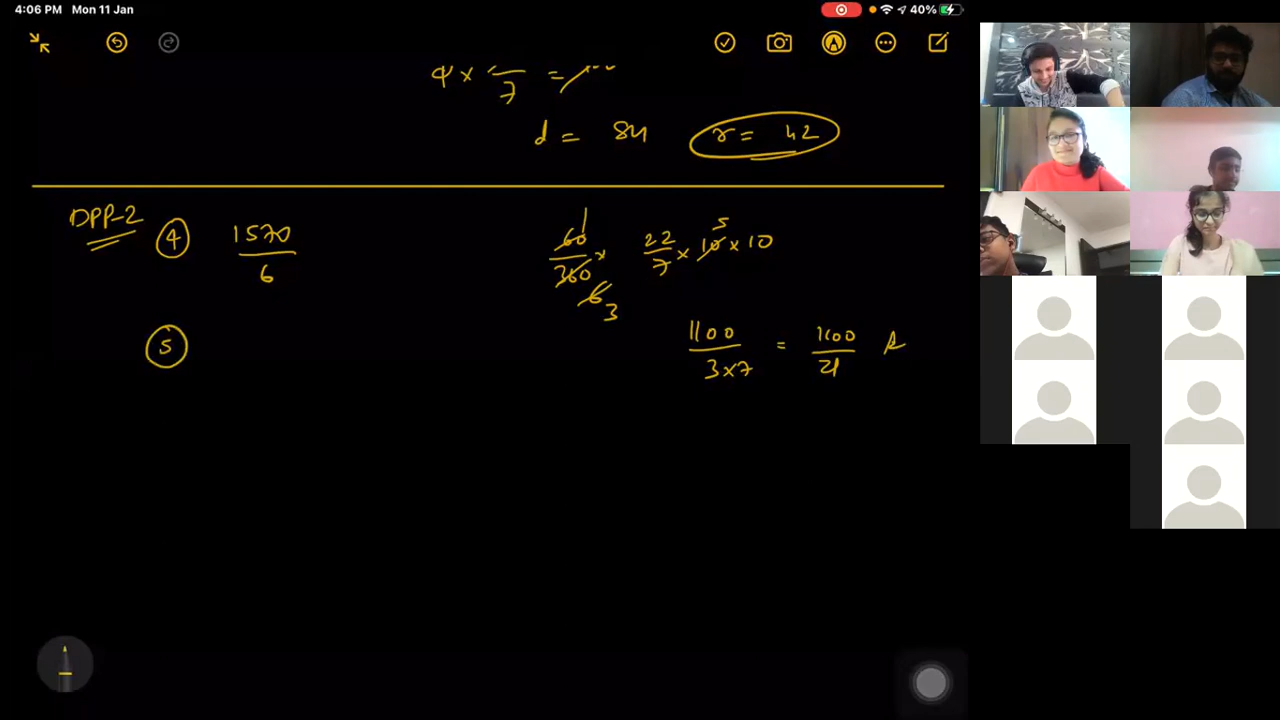 4:06 PM Mon 11 Jan 40%
7 =
d = 84 r = 42
DPP-2 4 1570/6 60/360 × 22/7 × 10 × 10
1 6 3 5
5 1100/3×7 = 1100/21